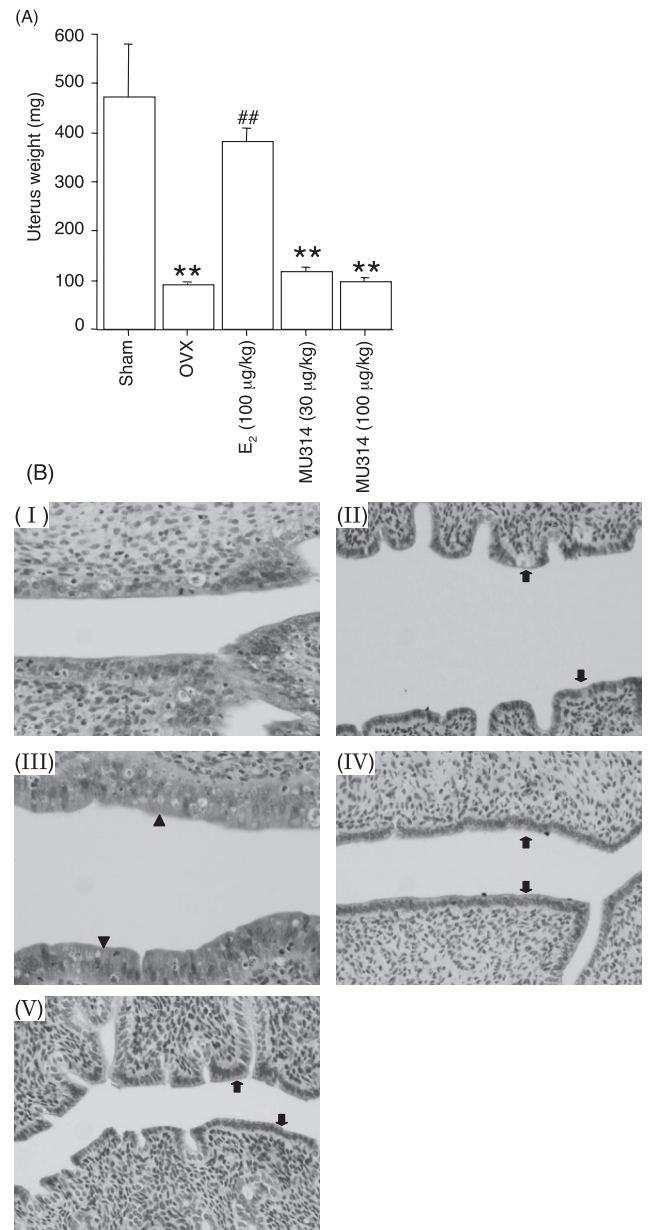 (A)
600
500
400
300
200
100
0
Uterus weight (mg)
**
##
**
**
Sham
OVX
E₂ (100 μg/kg)
MU314 (30 μg/kg)
MU314 (100 μg/kg)
(B)
(I)
(II)
(III)
(IV)
(V)